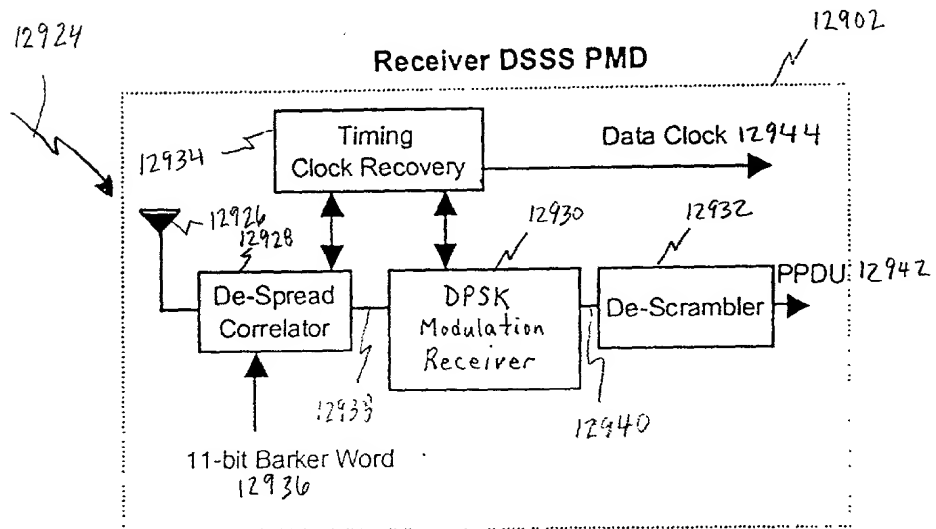 12924
12902
Receiver DSSS PMD
12934
Timing
Clock Recovery
Data Clock 12944
12926
12928
12930
12932
PPDU 12942
De-Spread
Correlator
DPSK
Modulation
Receiver
De-Scrambler
12938
12940
11-bit Barker Word
12936